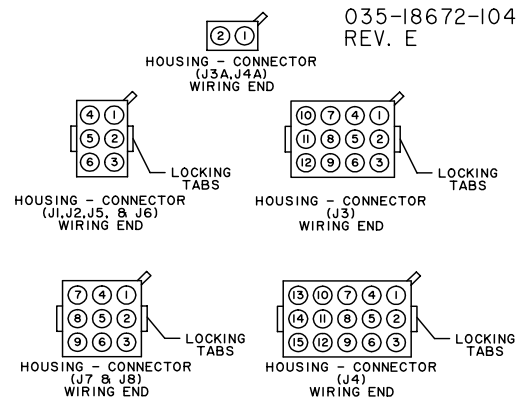 035-18672-104
REV. E
2 1
HOUSING - CONNECTOR
(J3A,J4A)
WIRING END
4 1
5 2
6 3
LOCKING
TABS
HOUSING - CONNECTOR
(J1,J2,J5, & J6)
WIRING END
10 7 4 1
11 8 5 2
12 9 6 3
LOCKING
TABS
HOUSING - CONNECTOR
(J3)
WIRING END
7 4 1
8 5 2
9 6 3
LOCKING
TABS
HOUSING - CONNECTOR
(J7 & J8)
WIRING END
13 10 7 4 1
14 11 8 5 2
15 12 9 6 3
LOCKING
TABS
HOUSING - CONNECTOR
(J4)
WIRING END